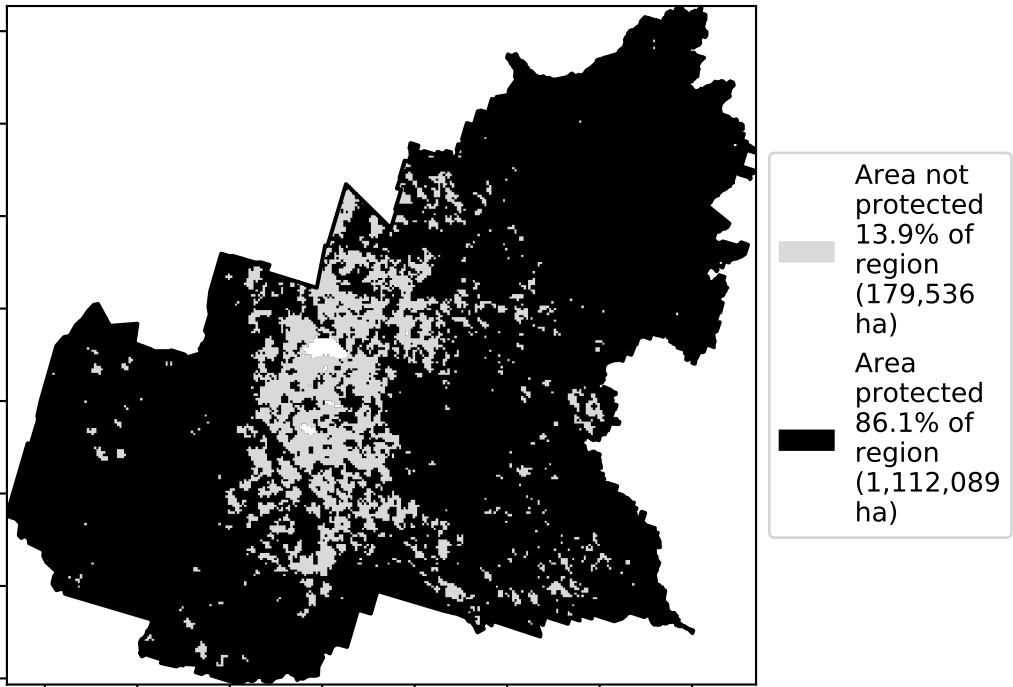 Area not
protected
13.9% of
region
(179,536
ha)
Area
protected
86.1% of
region
(1,112,089
ha)